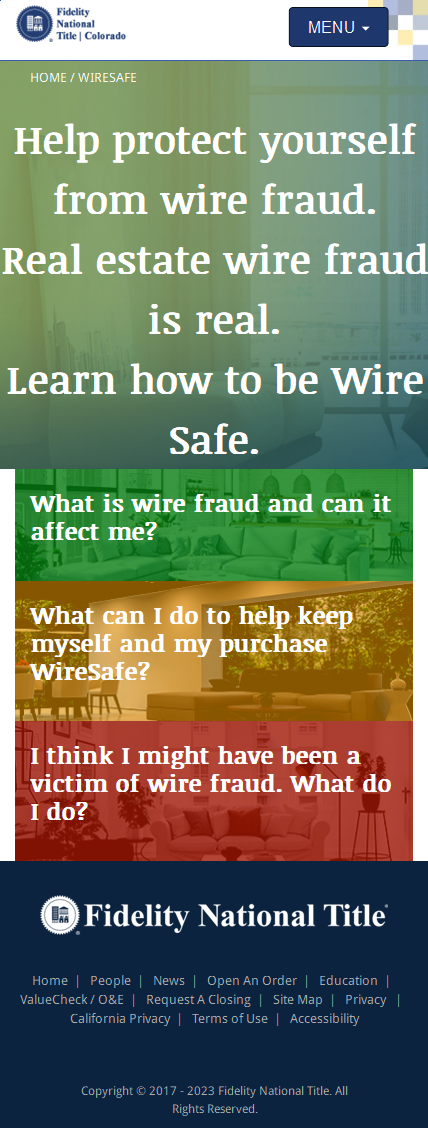 Fidelity
National
Title | Colorado
MENU
HOME / WIRESAFE
Help protect yourself
from wire fraud.
Real estate wire fraud
is real.
Learn how to be Wire
Safe.
What is wire fraud and can it
affect me?
What can I do to help keep
myself and my purchase
WireSafe?
I think I might have been a
victim of wire fraud. What do
I do?
Fidelity National Title
Home | People | News | Open An Order | Education |
ValueCheck / O&E | Request A Closing | Site Map | Privacy |
California Privacy | Terms of Use | Accessibility
Copyright © 2017 - 2023 Fidelity National Title. All
Rights Reserved.